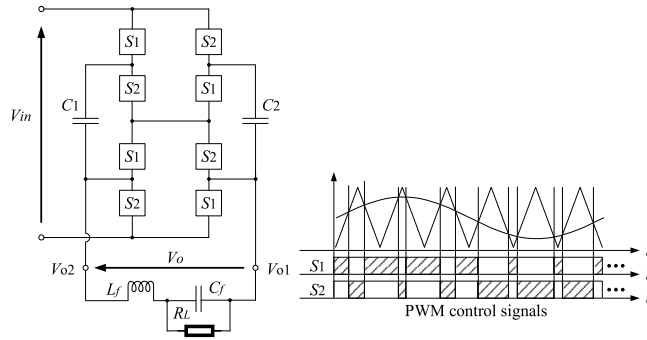 S1 S2
S2 S1
C1 C2
Vin
S1 S2
S2 S1
Vo2 Vo Vo1
Lf Cf
RL
S1 •••
S2 •••
PWM control signals